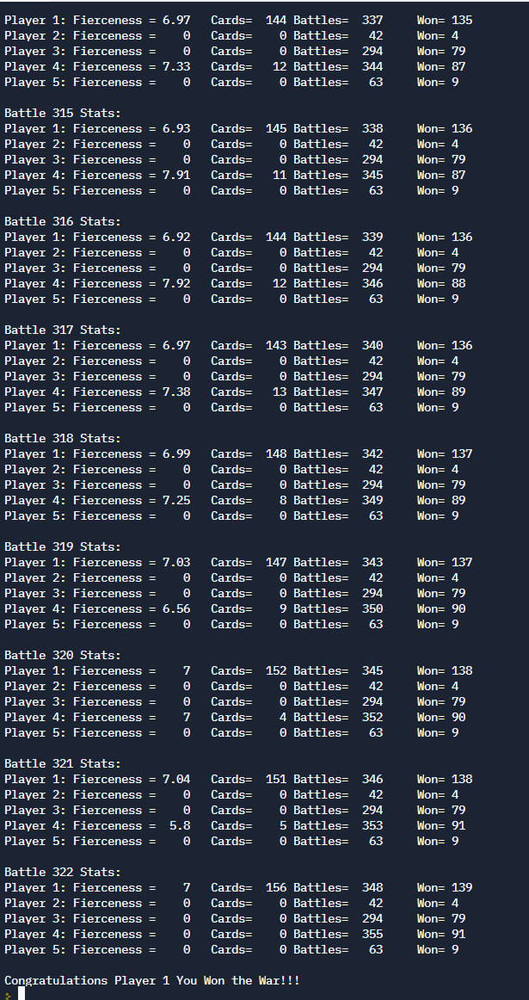 Player 1: Fierceness = 6.97   Cards=  144 Battles=  337     Won= 135
Player 2: Fierceness =    0   Cards=    0 Battles=   42     Won= 4
Player 3: Fierceness =    0   Cards=    0 Battles=  294     Won= 79
Player 4: Fierceness = 7.33   Cards=   12 Battles=  344     Won= 87
Player 5: Fierceness =    0   Cards=    0 Battles=   63     Won= 9

Battle 315 Stats:
Player 1: Fierceness = 6.93   Cards=  145 Battles=  338     Won= 136
Player 2: Fierceness =    0   Cards=    0 Battles=   42     Won= 4
Player 3: Fierceness =    0   Cards=    0 Battles=  294     Won= 79
Player 4: Fierceness = 7.91   Cards=   11 Battles=  345     Won= 87
Player 5: Fierceness =    0   Cards=    0 Battles=   63     Won= 9

Battle 316 Stats:
Player 1: Fierceness = 6.92   Cards=  144 Battles=  339     Won= 136
Player 2: Fierceness =    0   Cards=    0 Battles=   42     Won= 4
Player 3: Fierceness =    0   Cards=    0 Battles=  294     Won= 79
Player 4: Fierceness = 7.92   Cards=   12 Battles=  346     Won= 88
Player 5: Fierceness =    0   Cards=    0 Battles=   63     Won= 9

Battle 317 Stats:
Player 1: Fierceness = 6.97   Cards=  143 Battles=  340     Won= 136
Player 2: Fierceness =    0   Cards=    0 Battles=   42     Won= 4
Player 3: Fierceness =    0   Cards=    0 Battles=  294     Won= 79
Player 4: Fierceness = 7.38   Cards=   13 Battles=  347     Won= 89
Player 5: Fierceness =    0   Cards=    0 Battles=   63     Won= 9

Battle 318 Stats:
Player 1: Fierceness = 6.99   Cards=  148 Battles=  342     Won= 137
Player 2: Fierceness =    0   Cards=    0 Battles=   42     Won= 4
Player 3: Fierceness =    0   Cards=    0 Battles=  294     Won= 79
Player 4: Fierceness = 7.25   Cards=    8 Battles=  349     Won= 89
Player 5: Fierceness =    0   Cards=    0 Battles=   63     Won= 9

Battle 319 Stats:
Player 1: Fierceness = 7.03   Cards=  147 Battles=  343     Won= 137
Player 2: Fierceness =    0   Cards=    0 Battles=   42     Won= 4
Player 3: Fierceness =    0   Cards=    0 Battles=  294     Won= 79
Player 4: Fierceness = 6.56   Cards=    9 Battles=  350     Won= 90
Player 5: Fierceness =    0   Cards=    0 Battles=   63     Won= 9

Battle 320 Stats:
Player 1: Fierceness =    7   Cards=  152 Battles=  345     Won= 138
Player 2: Fierceness =    0   Cards=    0 Battles=   42     Won= 4
Player 3: Fierceness =    0   Cards=    0 Battles=  294     Won= 79
Player 4: Fierceness =    7   Cards=    4 Battles=  352     Won= 90
Player 5: Fierceness =    0   Cards=    0 Battles=   63     Won= 9

Battle 321 Stats:
Player 1: Fierceness = 7.04   Cards=  151 Battles=  346     Won= 138
Player 2: Fierceness =    0   Cards=    0 Battles=   42     Won= 4
Player 3: Fierceness =    0   Cards=    0 Battles=  294     Won= 79
Player 4: Fierceness =  5.8   Cards=    5 Battles=  353     Won= 91
Player 5: Fierceness =    0   Cards=    0 Battles=   63     Won= 9

Battle 322 Stats:
Player 1: Fierceness =    7   Cards=  156 Battles=  348     Won= 139
Player 2: Fierceness =    0   Cards=    0 Battles=   42     Won= 4
Player 3: Fierceness =    0   Cards=    0 Battles=  294     Won= 79
Player 4: Fierceness =    0   Cards=    0 Battles=  355     Won= 91
Player 5: Fierceness =    0   Cards=    0 Battles=   63     Won= 9

Congratulations Player 1 You Won the War!!!